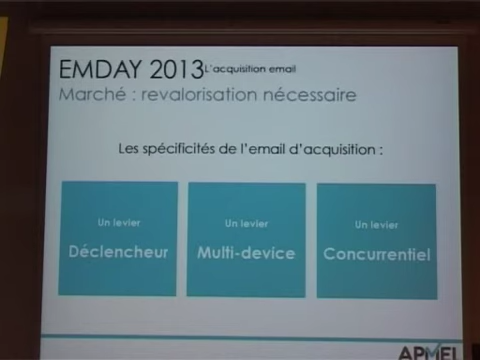 EMDAY 2013 L'acquisition email
Marché : revalorisation nécessaire
Les spécificités de l'email d'acquisition :
Un levier
Déclencheur
Un levier
Multi-device
Un levier
Concurrentiel
APMEL